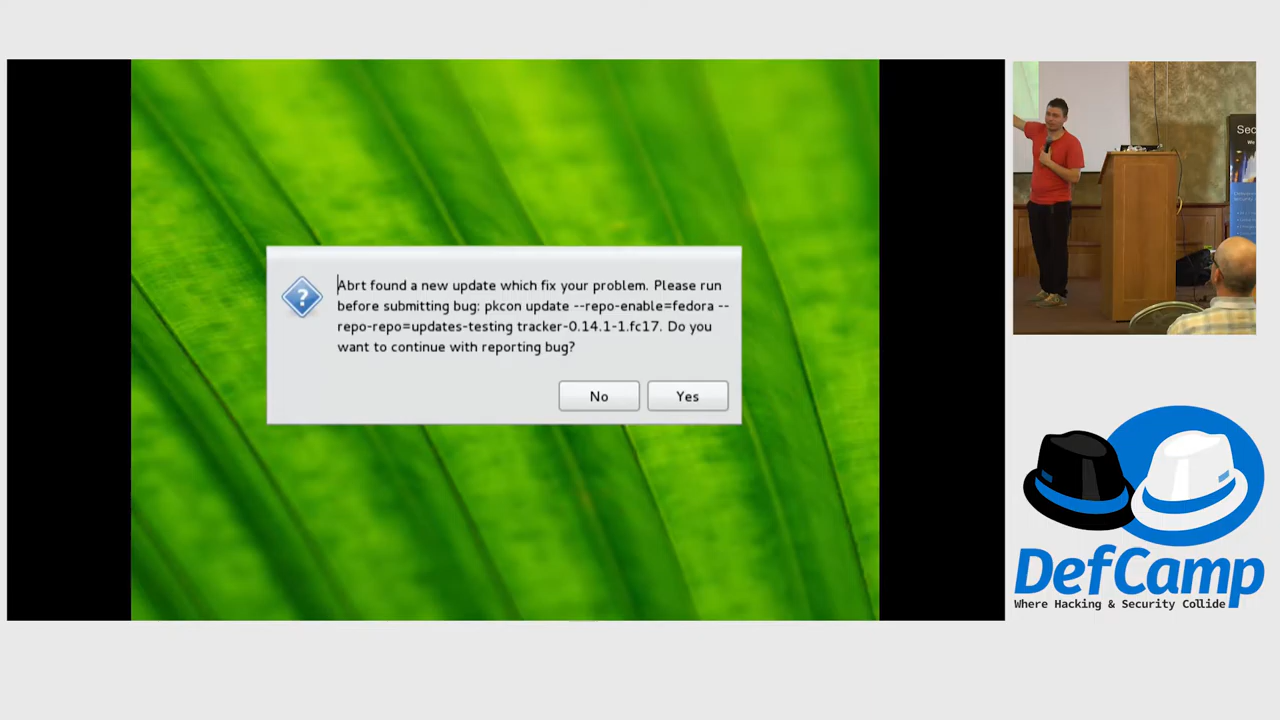 Abrt found a new update which fix your problem. Please run
before submitting bug: pkcon update --repo-enable=fedora --
repo-repo=updates-testing tracker-0.14.1-1.fc17. Do you
want to continue with reporting bug?
No
Yes
Sec
DefCamp
Where Hacking & Security Collide